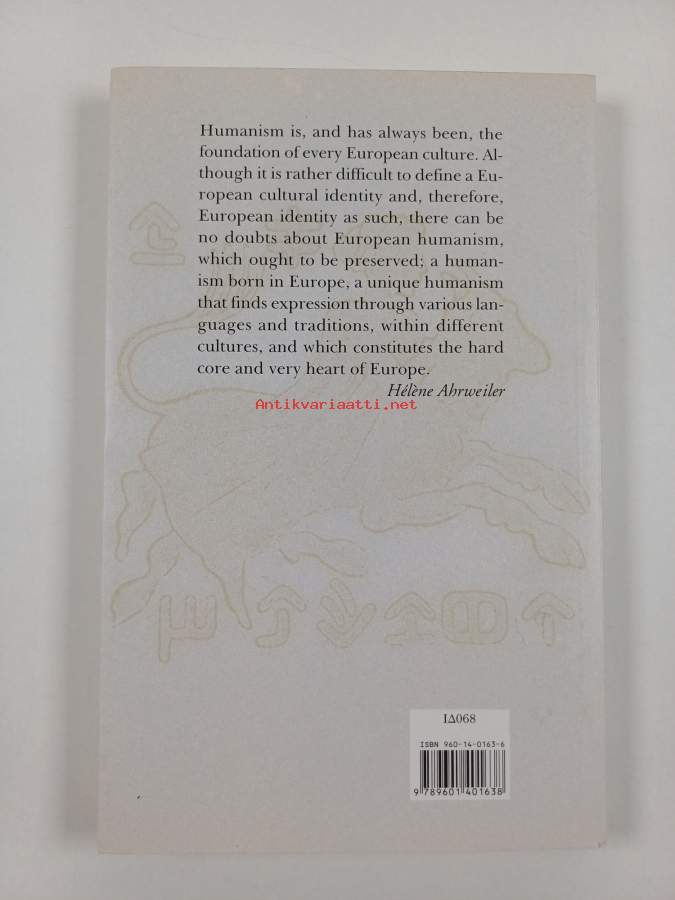 Humanism is, and has always been, the
foundation of every European culture. Al-
though it is rather difficult to define a Eu-
ropean cultural identity and, therefore,
European identity as such, there can be
no doubts about European humanism,
which ought to be preserved; a human-
ism born in Europe, a unique humanism
that finds expression through various lan-
guages and traditions, within different
cultures, and which constitutes the hard
core and very heart of Europe.
Hélène Ahrweiler
Antikvariaatti.net
ΙΔ068
ISBN 960-14-0163-6
9 789601 401638